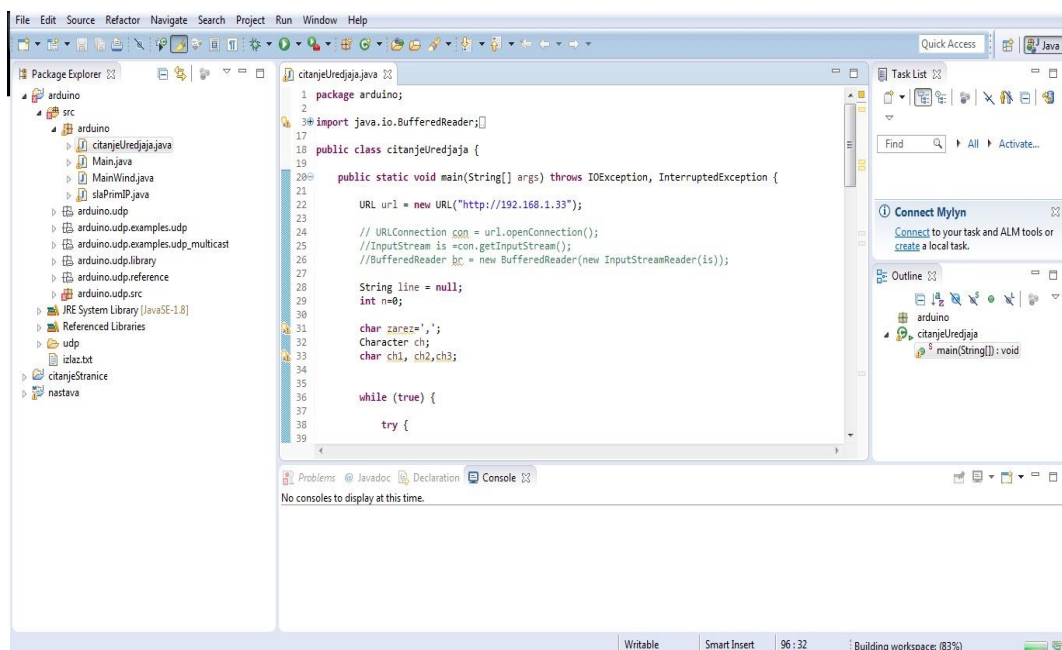 File Edit Source Refactor Navigate Search Project Run Window Help
Quick Access
Java
Package Explorer
arduino
src
arduino
citanjeUredjaja.java
Main.java
MainWind.java
slaPrimIP.java
arduino.udp
arduino.udp.examples.udp
arduino.udp.examples.udp_multicast
arduino.udp.library
arduino.udp.reference
arduino.udp.src
JRE System Library [JavaSE-1.8]
Referenced Libraries
udp
izlaz.txt
citanjeStranice
nastava
citanjeUredjaja.java
1 package arduino;
2
3 import java.io.BufferedReader;
17
18 public class citanjeUredjaja {
19
20 public static void main(String[] args) throws IOException, InterruptedException {
21
22 URL url = new URL("http://192.168.1.33");
23
24 // URLConnection con = url.openConnection();
25 //InputStream is =con.getInputStream();
26 //BufferedReader br = new BufferedReader(new InputStreamReader(is));
27
28 String line = null;
29 int n=0;
30
31 char zarez=',';
32 Character ch;
33 char ch1, ch2,ch3;
34
35
36 while (true) {
37
38 try {
39
Problems @ Javadoc Declaration Console
No consoles to display at this time.
Task List
Find All Activate...
Connect Mylyn
Connect to your task and ALM tools or
create a local task.
Outline
arduino
citanjeUredjaja
S main(String[]) : void
Writable Smart Insert 96 : 32 Building workspace: (83%)